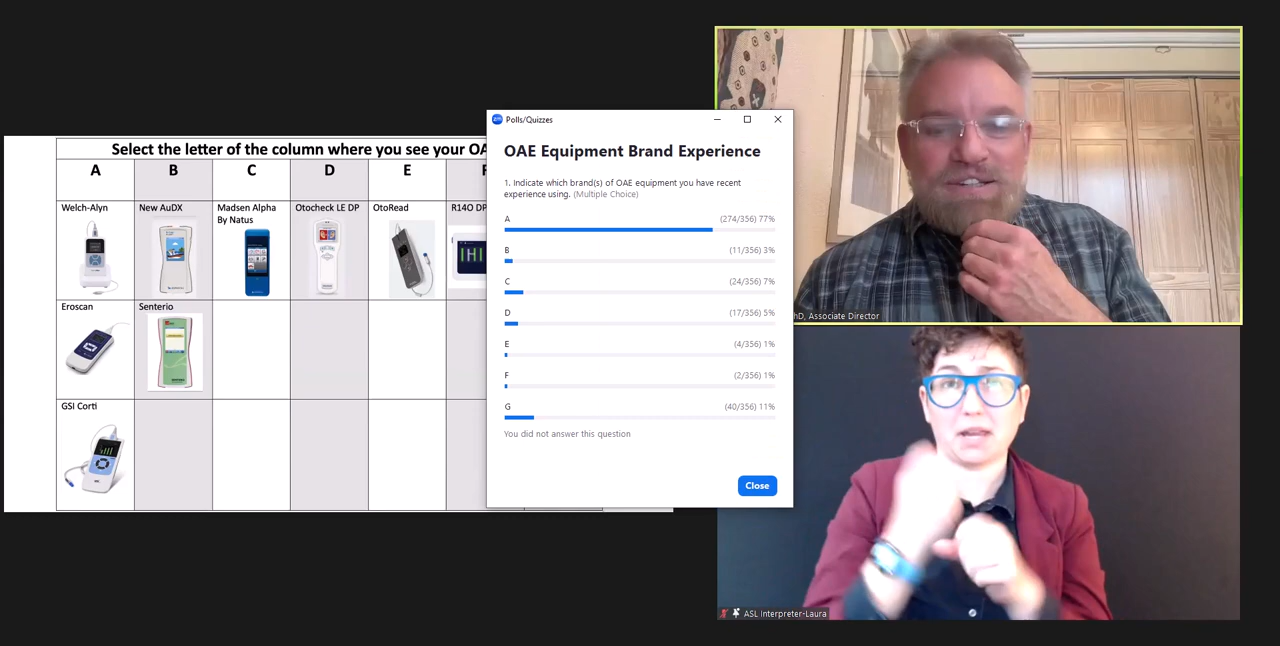 Select the letter of the column where you see your OA
A B C D E
Welch-Alyn
New AuDX
Madsen Alpha
By Natus
Otocheck LE DP
OtoRead
R14O DP
Eroscan
Senterio
GSI Corti
zm Polls/Quizzes
OAE Equipment Brand Experience
1. Indicate which brand(s) of OAE equipment you have recent
experience using. (Multiple Choice)
A (274/356) 77%
B (11/356) 3%
C (24/356) 7%
D (17/356) 5%
E (4/356) 1%
F (2/356) 1%
G (40/356) 11%
You did not answer this question
Close
hD, Associate Director
ASL Interpreter-Laura